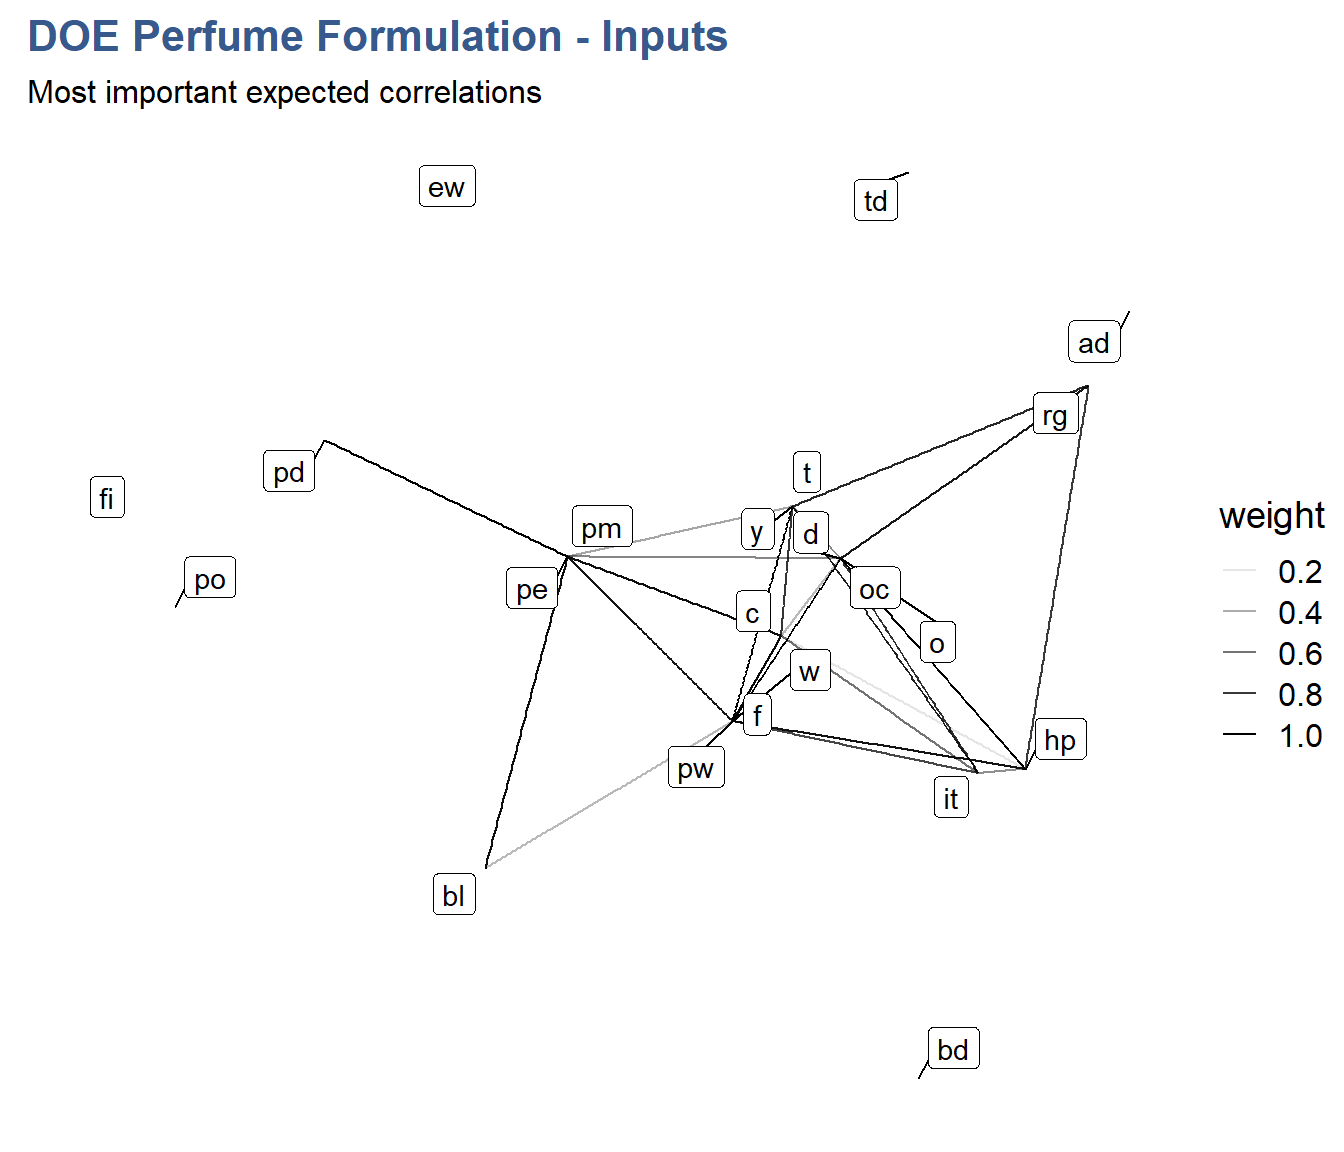 DOE Perfume Formulation - Inputs
Most important expected correlations
ew
td
ad
rg
pd
t
fi
pm
y
d
weight
po
pe
oc
0.2
c
0.4
o
w
0.6
f
0.8
hp
1.0
pw
it
bl
bd